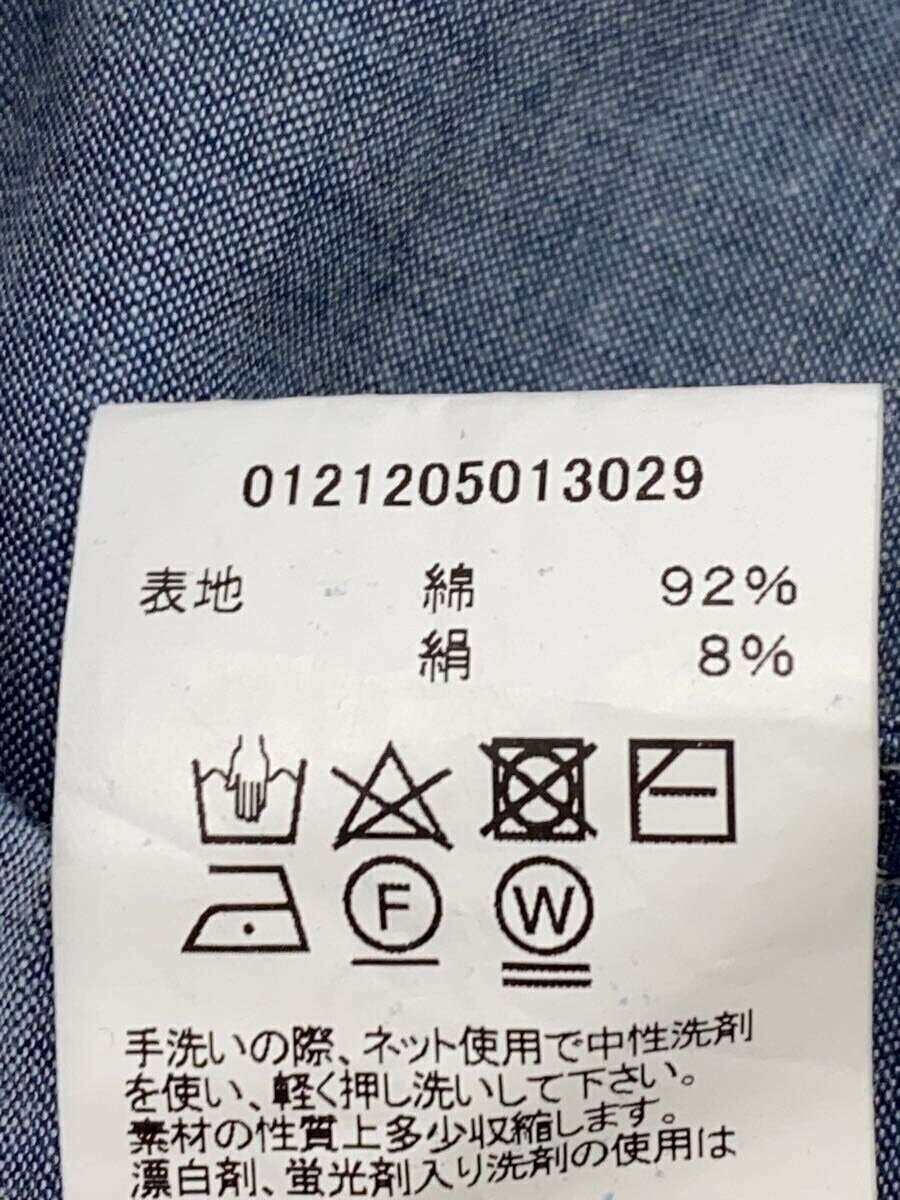 0121205013029
表地 綿 92%
絹 8%
F W
手洗いの際、ネット使用で中性洗剤
を使い、軽く押し洗いして下さい。
素材の性質上多少収縮します。
漂白剤、蛍光剤入り洗剤の使用は